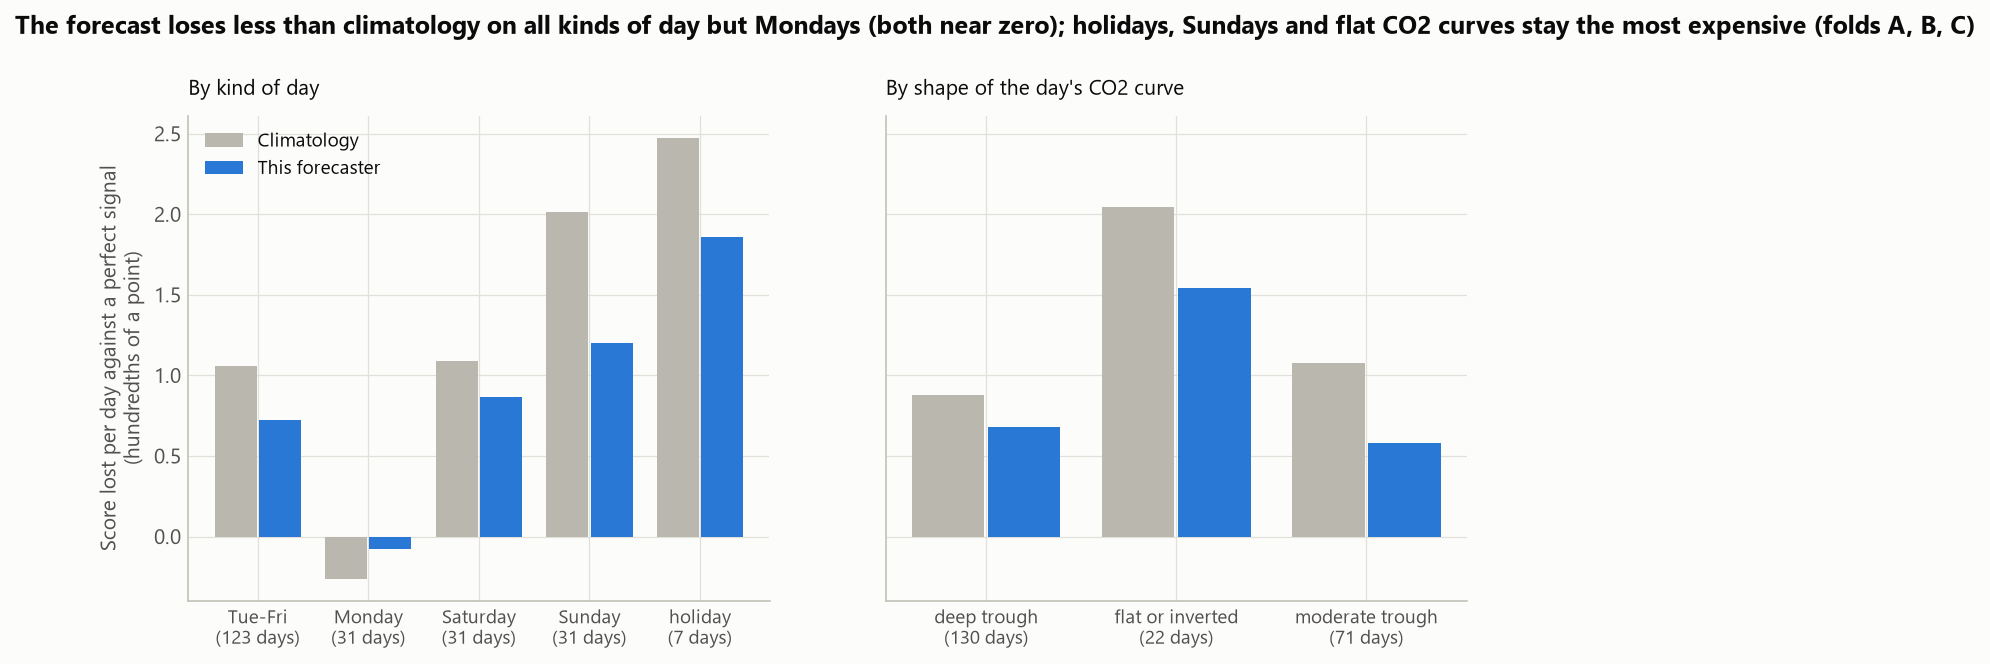 The forecast loses less than climatology on all kinds of day but Mondays (both near zero); holidays, Sundays and flat CO2 curves stay the most expensive (folds A, B, C)
By kind of day
Score lost per day against a perfect signal
(hundredths of a point)
2.5
2.0
1.5
1.0
0.5
0.0
Climatology
This forecaster
Tue-Fri
(123 days)
Monday
(31 days)
Saturday
(31 days)
Sunday
(31 days)
holiday
(7 days)
By shape of the day's CO2 curve
deep trough
(130 days)
flat or inverted
(22 days)
moderate trough
(71 days)